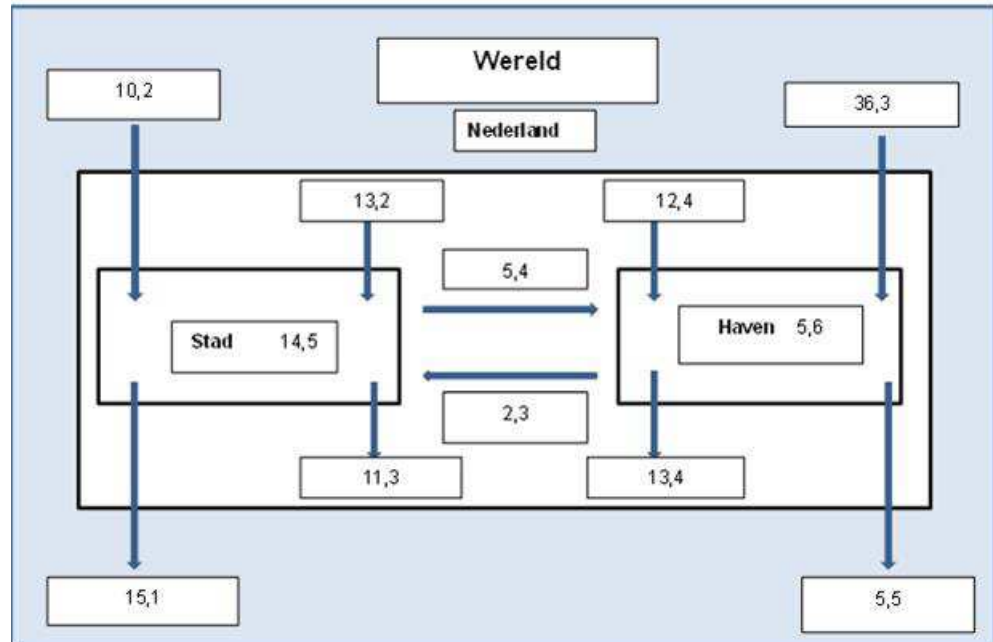 Wereld
10,2
36,3
Nederland
13,2
12,4
5,4
Stad 14,5
Haven 5,6
2,3
11,3
13,4
15,1
5,5